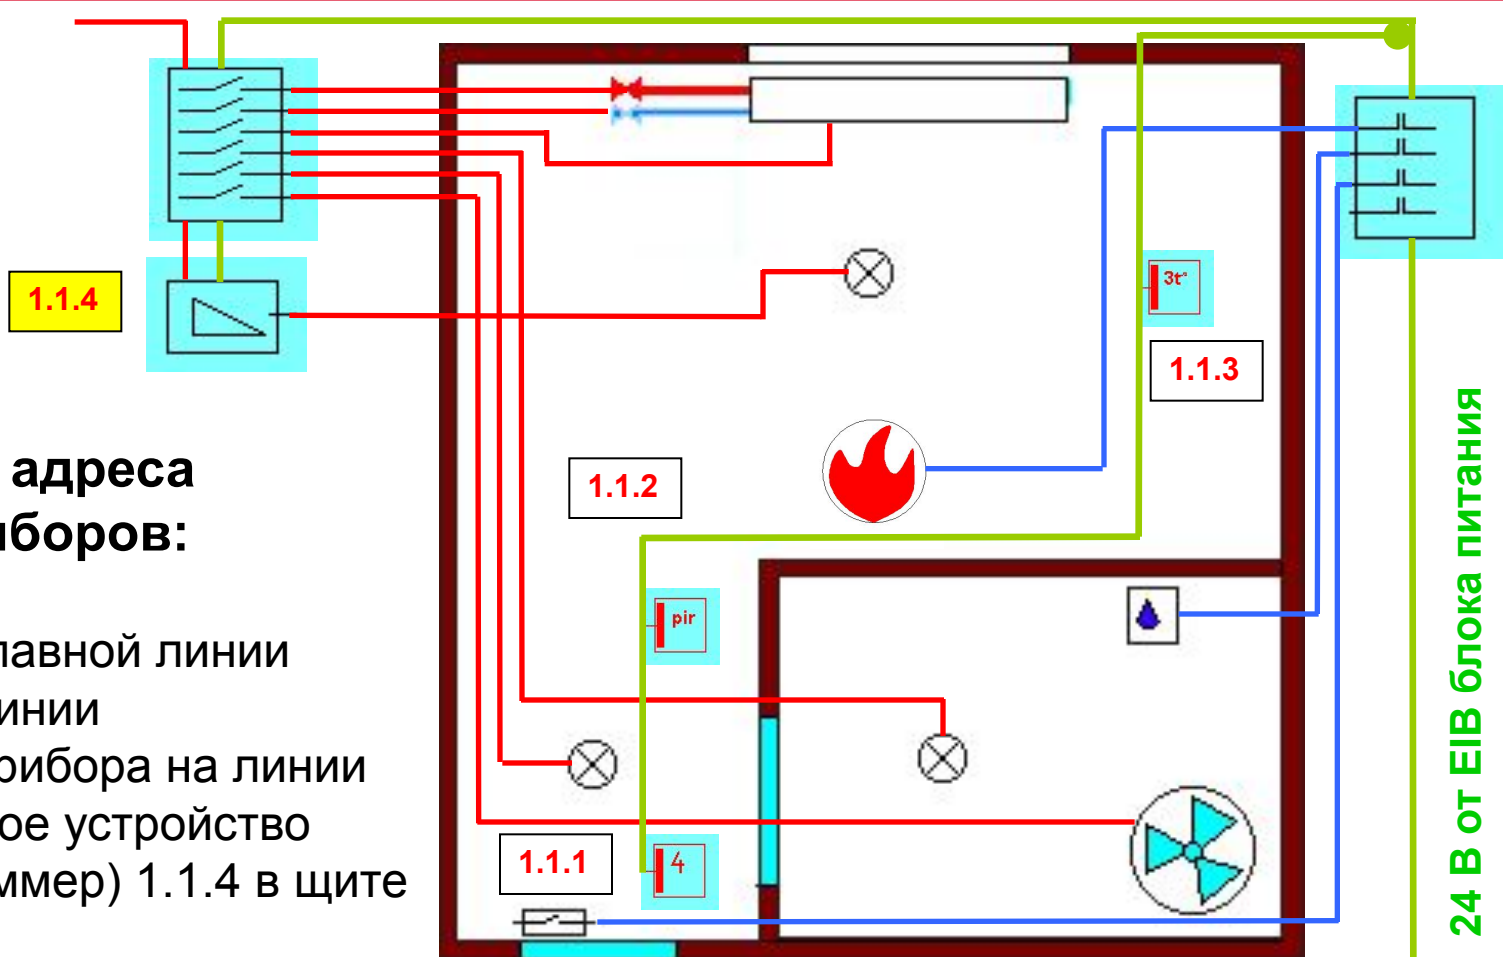 1.1.4
3t°
1.1.3
1.1.2
адреса
иборов:
pir
лавной линии
инии
рибора на линии
ое устройство
ммер) 1.1.4 в щите
1.1.1
4
24 В от EIB блока питания